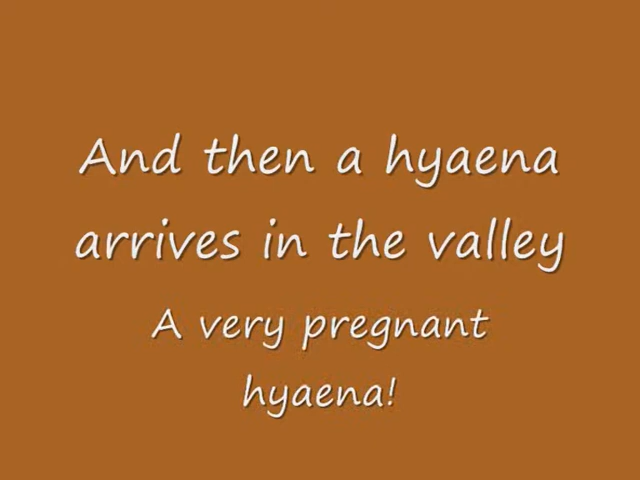 And then a hyaena
arrives in the valley
A very pregnant
hyaena!